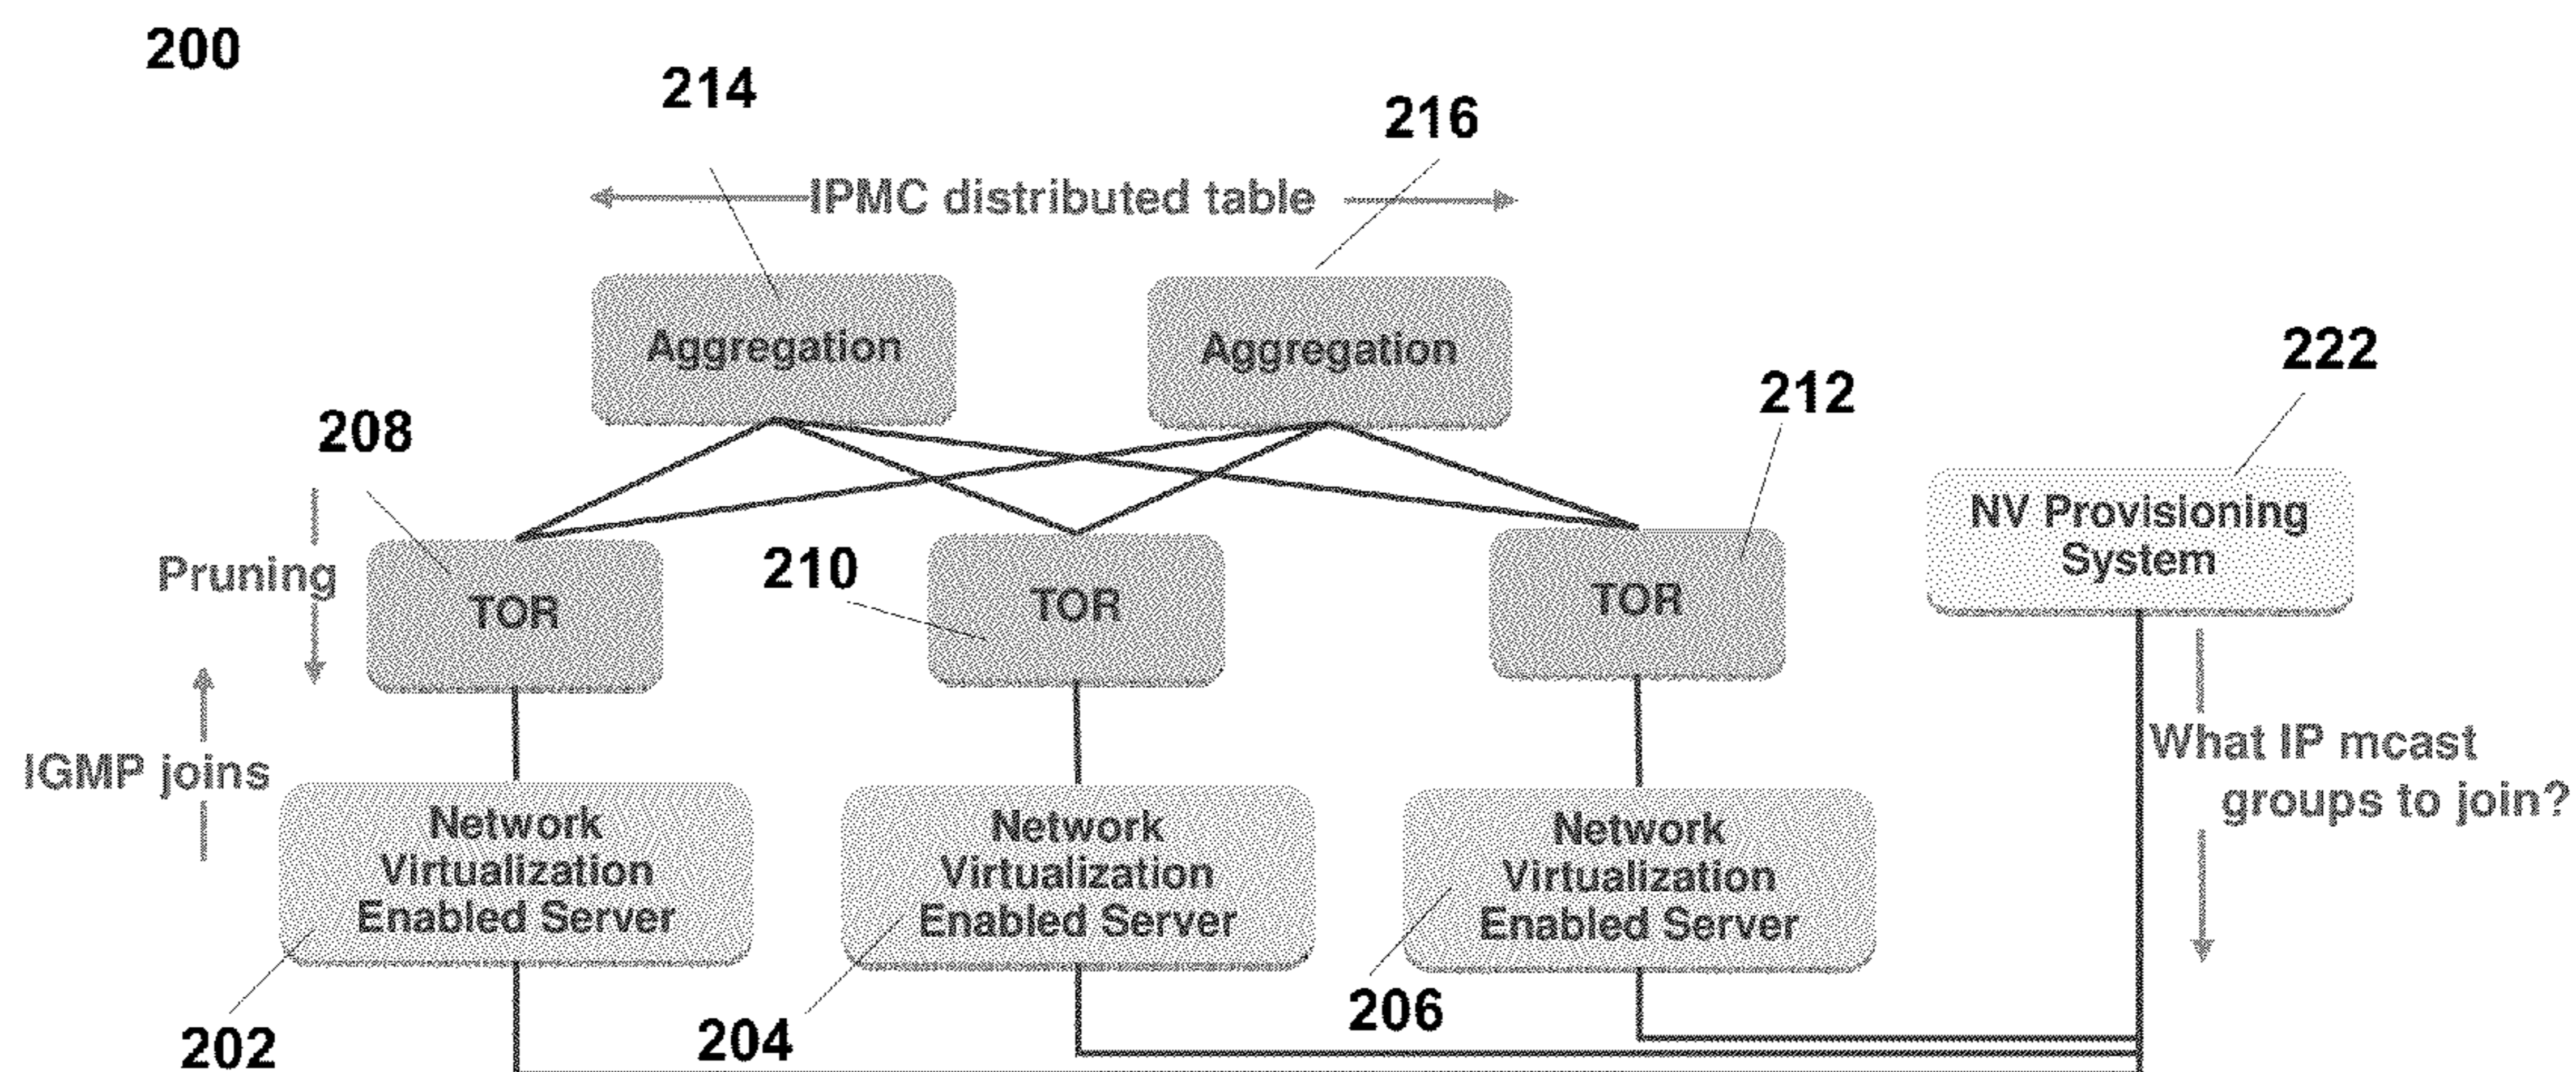 200
214
216
IPMC distributed table
Aggregation
Aggregation
222
212
208
NV Provisioning
System
Pruning
TOR
210
TOR
TOR
What IP mcast
groups to join?
IGMP joins
Network
Virtualization
Enabled Server
Network
Virtualization
Enabled Server
Network
Virtualization
Enabled Server
202
204
206